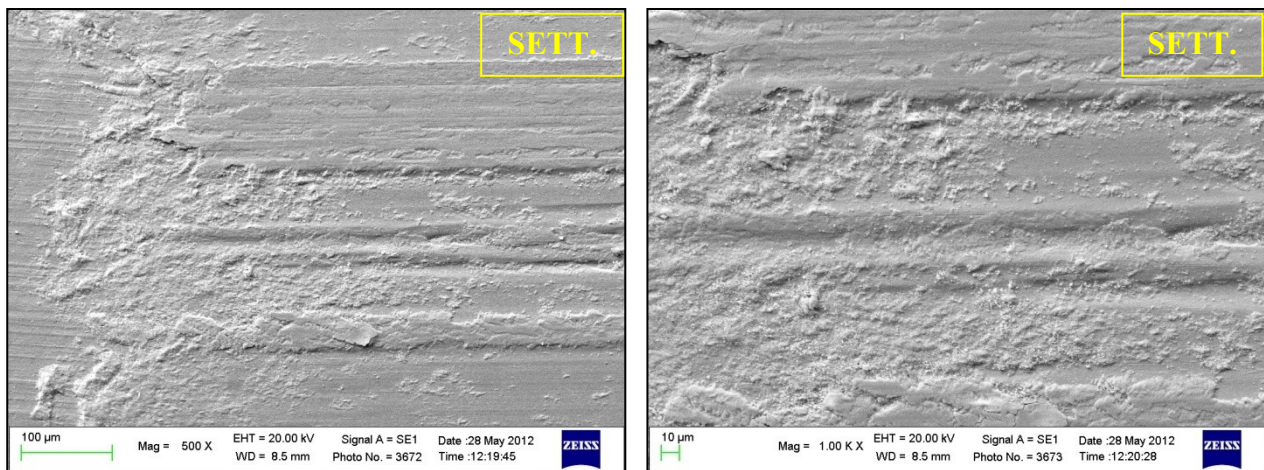 SETT.
100 µm
Mag = 500 X
EHT = 20.00 kV
WD = 8.5 mm
Signal A = SE1
Photo No. = 3672
Date :28 May 2012
Time :12:19:45
ZEISS
SETT.
10 µm
Mag = 1.00 K X
EHT = 20.00 kV
WD = 8.5 mm
Signal A = SE1
Photo No. = 3673
Date :28 May 2012
Time :12:20:28
ZEISS